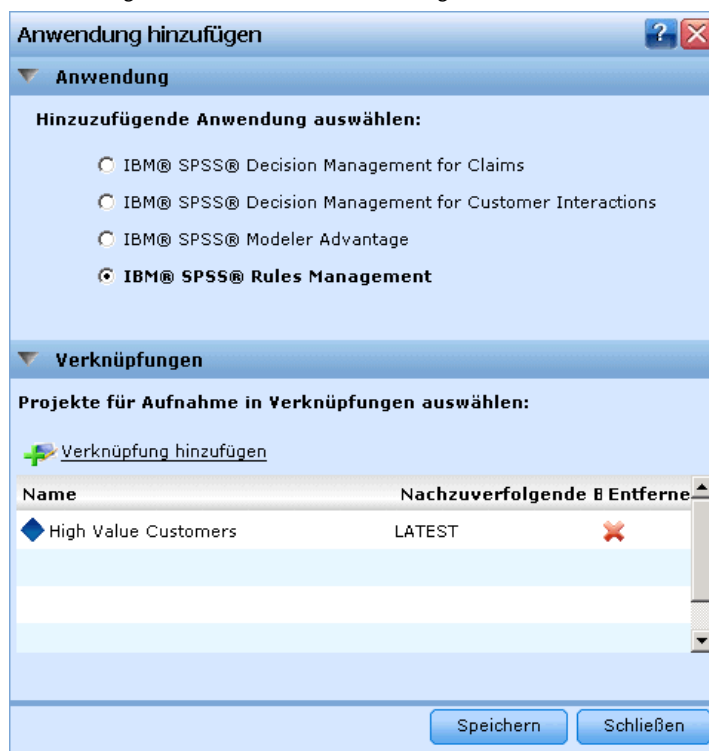 Anwendung hinzufügen ?
Anwendung
Hinzuzufügende Anwendung auswählen:
IBM® SPSS® Decision Management for Claims
IBM® SPSS® Decision Management for Customer Interactions
IBM® SPSS® Modeler Advantage
IBM® SPSS® Rules Management
Verknüpfungen
Projekte für Aufnahme in Verknüpfungen auswählen:
Verknüpfung hinzufügen
Name Nachzuverfolgende B Entferne
High Value Customers LATEST
Speichern Schließen